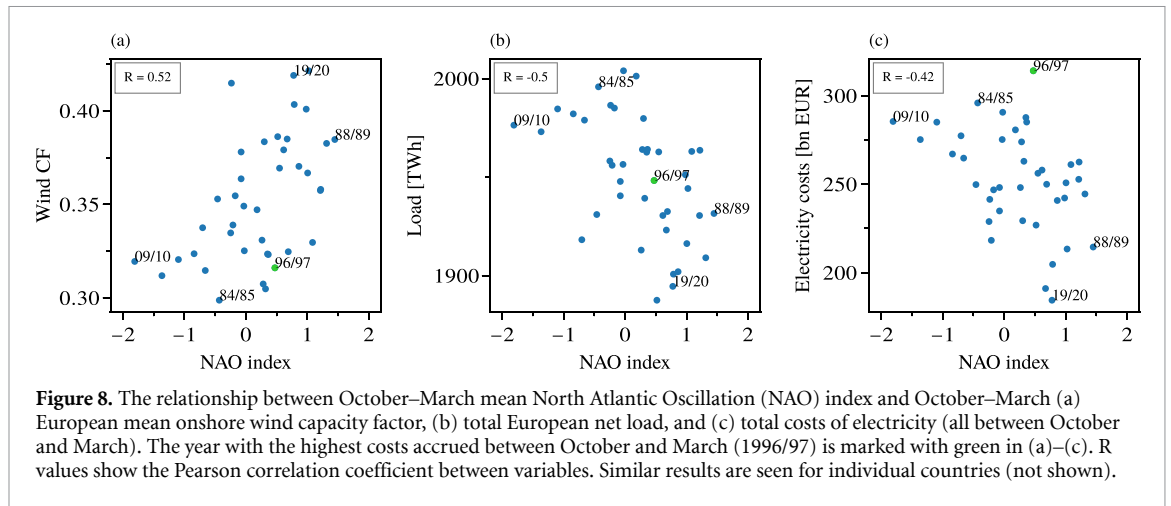 (a)
R = 0.52
19/20
88/89
09/10
96/97
84/85
0.40
0.35
0.30
Wind CF
−2
−1
0
1
2
NAO index
(b)
R = -0.5
84/85
09/10
96/97
88/89
19/20
2000
1900
Load [TWh]
−2
−1
0
1
2
NAO index
(c)
R = -0.42
96/97
84/85
09/10
88/89
19/20
300
250
200
Electricity costs [bn EUR]
−2
−1
0
1
2
NAO index
Figure 8. The relationship between October–March mean North Atlantic Oscillation (NAO) index and October–March (a)
European mean onshore wind capacity factor, (b) total European net load, and (c) total costs of electricity (all between October
and March). The year with the highest costs accrued between October and March (1996/97) is marked with green in (a)–(c). R
values show the Pearson correlation coefficient between variables. Similar results are seen for individual countries (not shown).